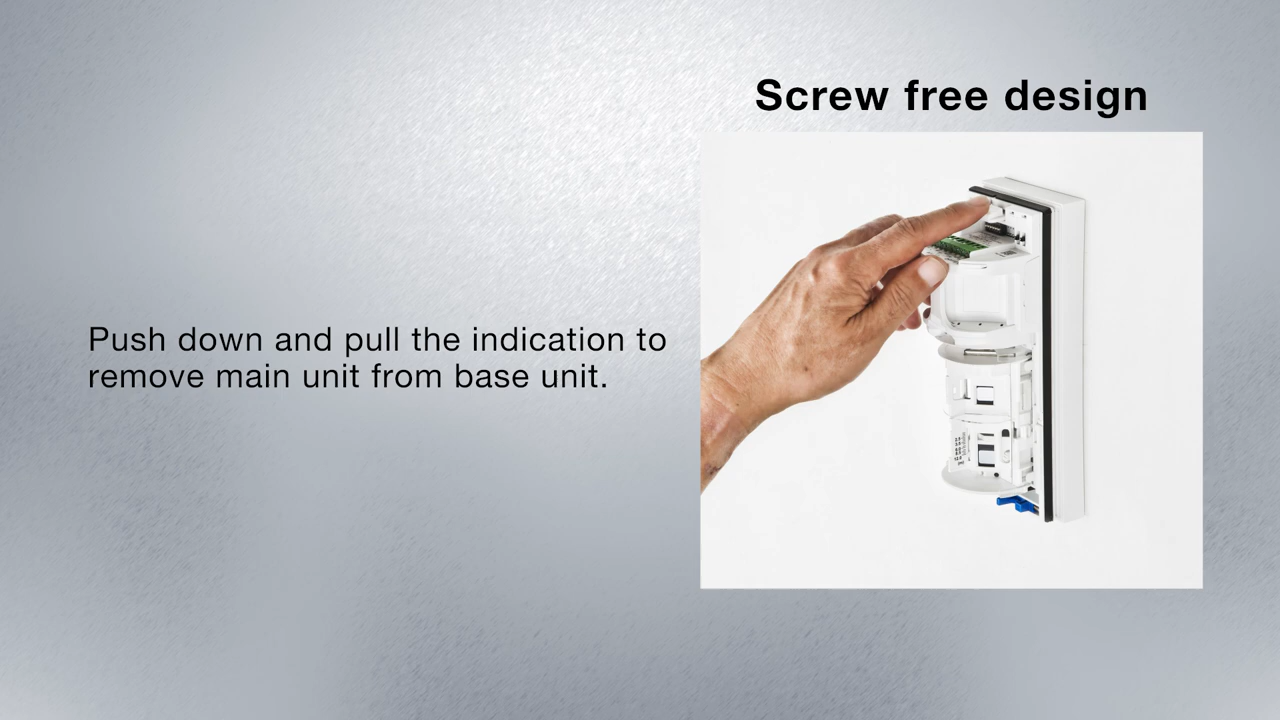 Screw free design
Push down and pull the indication to
remove main unit from base unit.